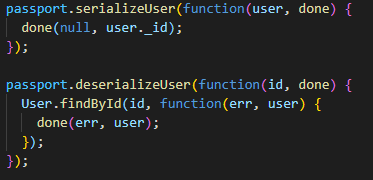 passport.serializeUser(function(user, done) {
  done(null, user._id);
});

passport.deserializeUser(function(id, done) {
  User.findById(id, function(err, user) {
    done(err, user);
  });
});